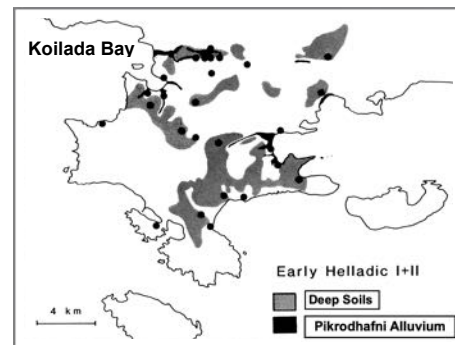 Koilada Bay
Early Helladic I+II
Deep Soils
Pikrodhafni Alluvium
4 km